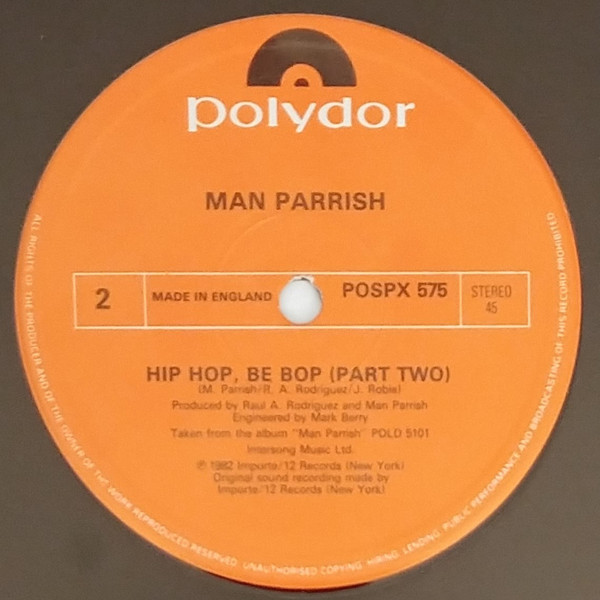 polydor
MAN PARRISH
2
MADE IN ENGLAND
POSPX 575
STEREO
45
HIP HOP, BE BOP (PART TWO)
(M. Parrish/R. A. Rodriguez/J. Robie)
Produced by Raul A. Rodriguez and Man Parrish
Engineered by Mark Berry
Taken from the album "Man Parrish" POLD 5101
Intersong Music Ltd.
℗ 1982 Importe/12 Records (New York)
Original sound recording made by
Importe/12 Records (New York)
ALL RIGHTS OF THE PRODUCER AND OF THE OWNER OF THE WORK REPRODUCED RESERVED. UNAUTHORISED COPYING, HIRING, LENDING, PUBLIC PERFORMANCE AND BROADCASTING OF THIS RECORD PROHIBITED